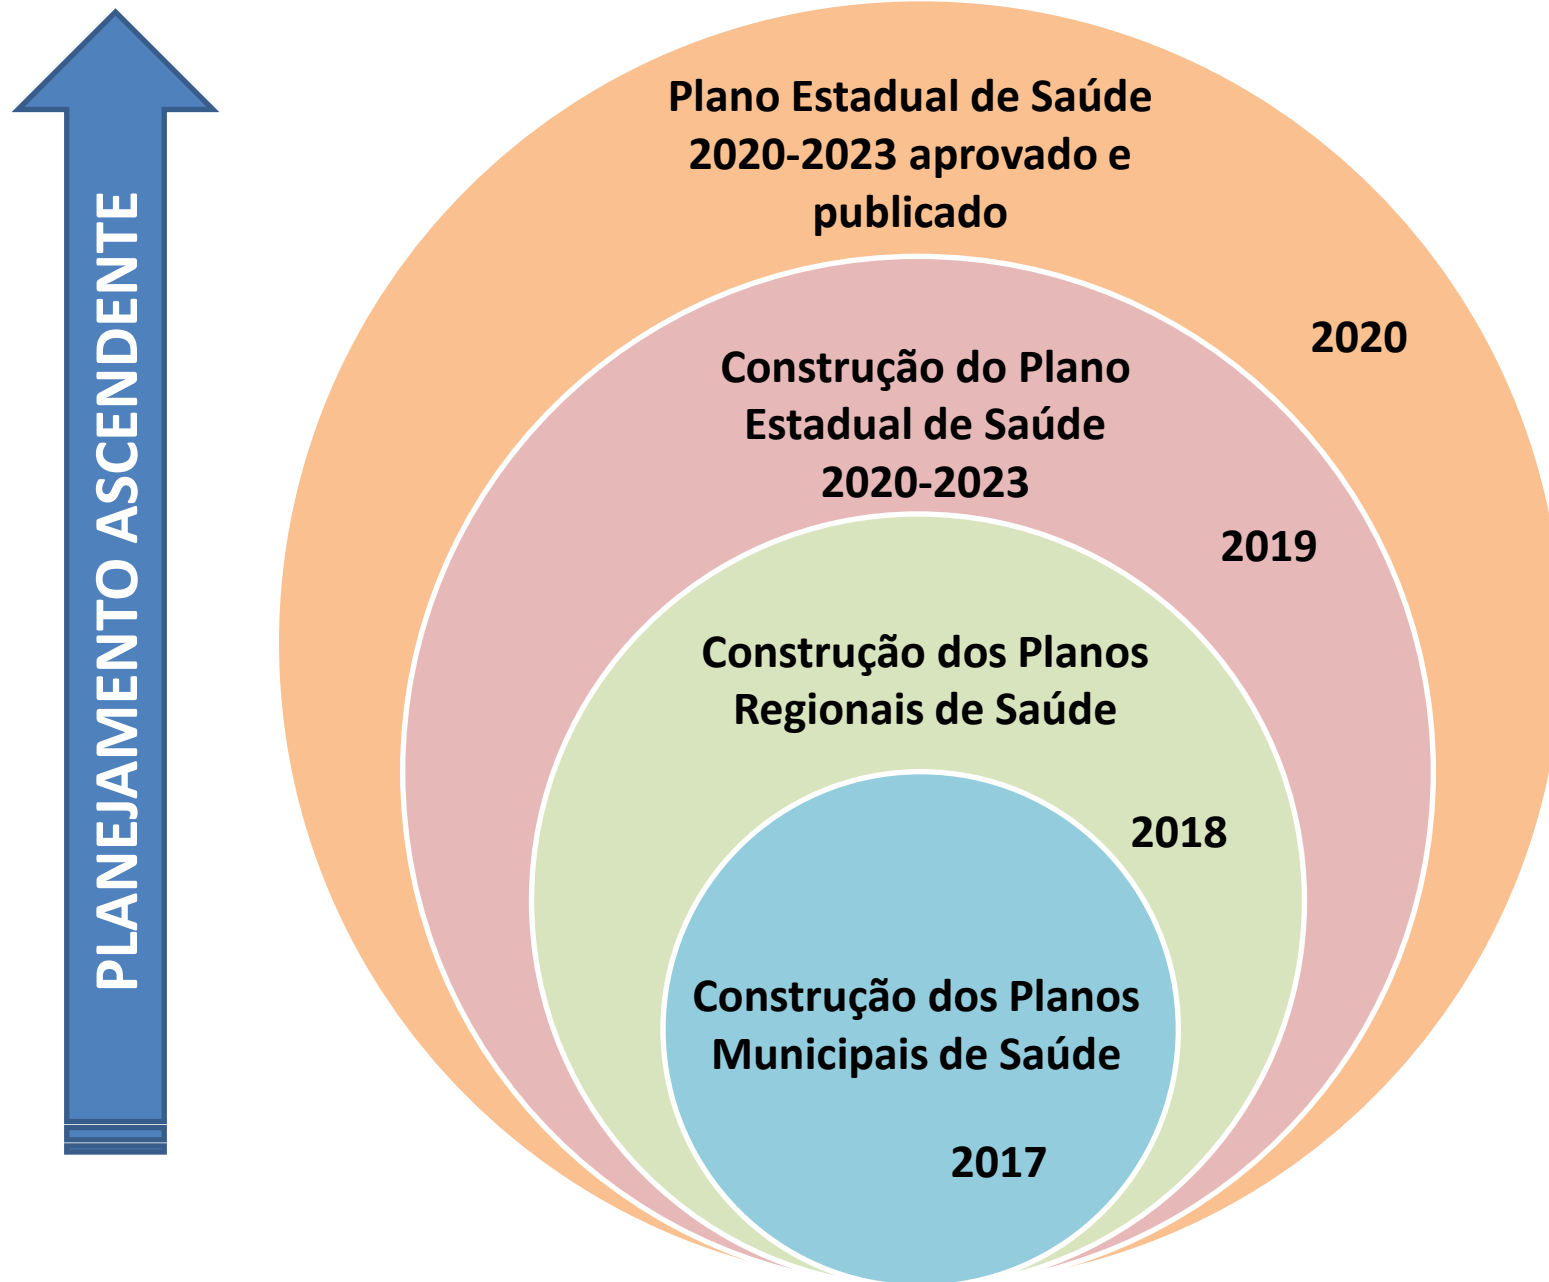 PLANEJAMENTO ASCENDENTE
Plano Estadual de Saúde
2020-2023 aprovado e
publicado
2020
Construção do Plano
Estadual de Saúde
2020-2023
2019
Construção dos Planos
Regionais de Saúde
2018
Construção dos Planos
Municipais de Saúde
2017